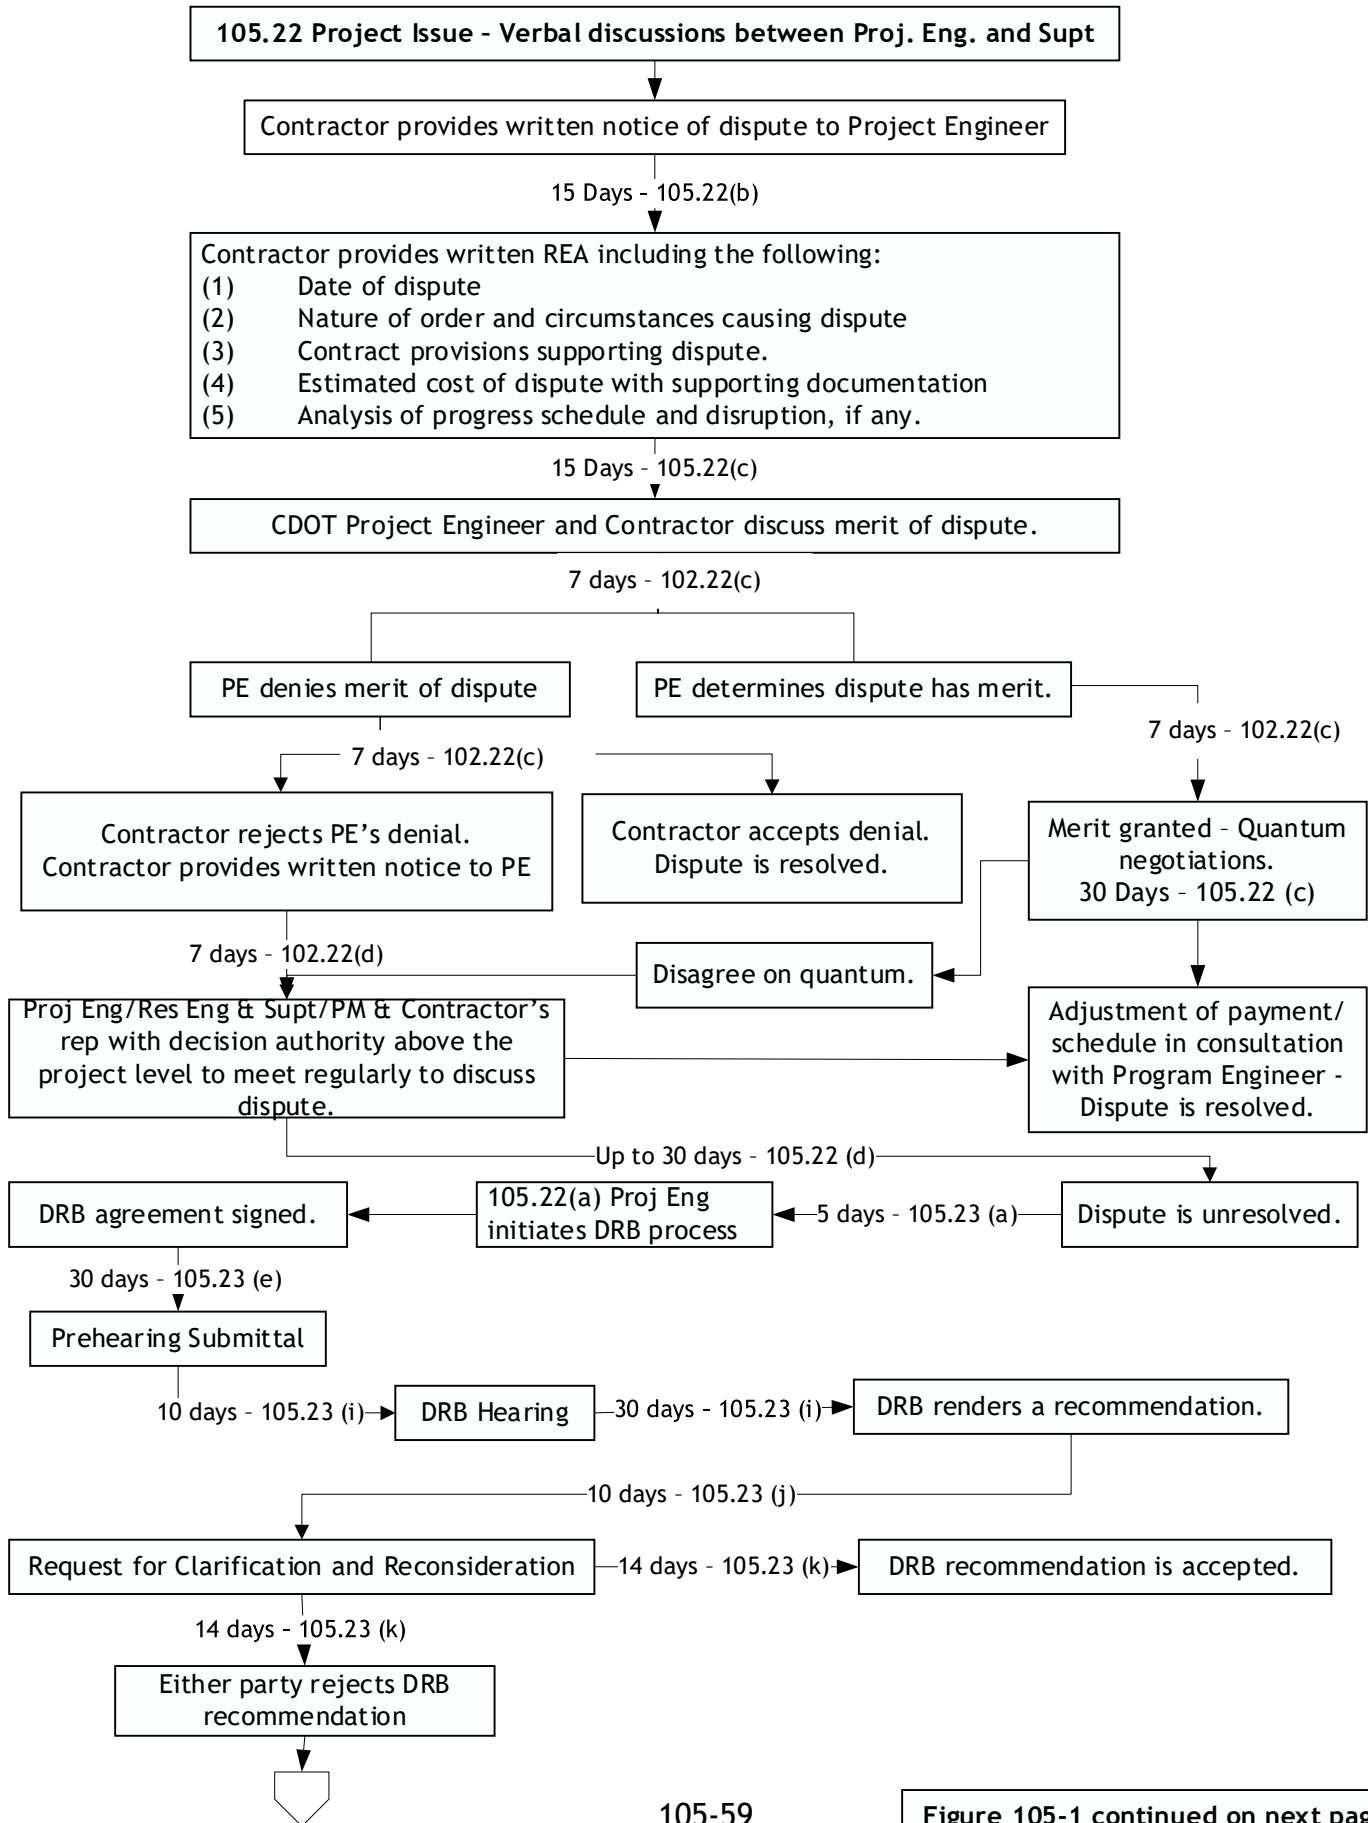 105.22 Project Issue – Verbal discussions between Proj. Eng. and Supt
Contractor provides written notice of dispute to Project Engineer
15 Days – 105.22(b)
Contractor provides written REA including the following:
(1) Date of dispute
(2) Nature of order and circumstances causing dispute
(3) Contract provisions supporting dispute.
(4) Estimated cost of dispute with supporting documentation
(5) Analysis of progress schedule and disruption, if any.
15 Days – 105.22(c)
CDOT Project Engineer and Contractor discuss merit of dispute.
7 days – 102.22(c)
PE denies merit of dispute
PE determines dispute has merit.
7 days – 102.22(c)
7 days – 102.22(c)
Contractor rejects PE’s denial.
Contractor provides written notice to PE
Contractor accepts denial.
Dispute is resolved.
Merit granted – Quantum
negotiations.
30 Days – 105.22 (c)
7 days – 102.22(d)
Disagree on quantum.
Proj Eng/Res Eng & Supt/PM & Contractor’s
rep with decision authority above the
project level to meet regularly to discuss
dispute.
Adjustment of payment/
schedule in consultation
with Program Engineer -
Dispute is resolved.
Up to 30 days – 105.22 (d)
DRB agreement signed.
105.22(a) Proj Eng
initiates DRB process
5 days – 105.23 (a)
Dispute is unresolved.
30 days – 105.23 (e)
Prehearing Submittal
10 days – 105.23 (i)
DRB Hearing
30 days – 105.23 (i)
DRB renders a recommendation.
10 days – 105.23 (j)
Request for Clarification and Reconsideration
14 days – 105.23 (k)
DRB recommendation is accepted.
14 days – 105.23 (k)
Either party rejects DRB
recommendation
105-59
Figure 105-1 continued on next pag